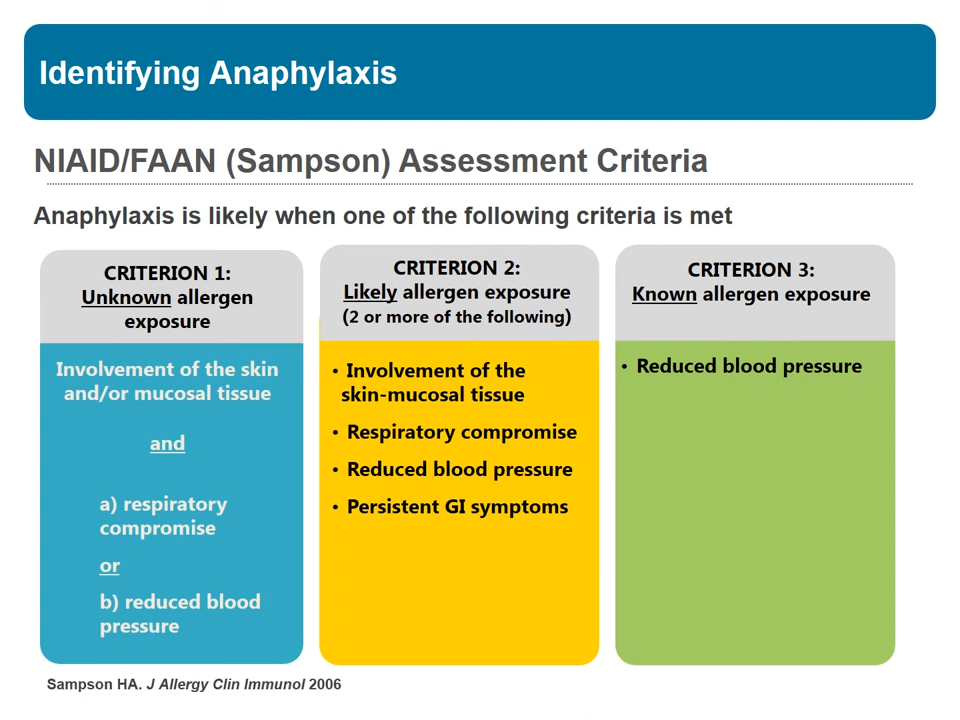 Identifying Anaphylaxis
NIAID/FAAN (Sampson) Assessment Criteria
Anaphylaxis is likely when one of the following criteria is met
CRITERION 1:
Unknown allergen
exposure
Involvement of the skin
and/or mucosal tissue
and
a) respiratory
compromise
or
b) reduced blood
pressure
CRITERION 2:
Likely allergen exposure
(2 or more of the following)
• Involvement of the
skin-mucosal tissue
• Respiratory compromise
• Reduced blood pressure
• Persistent GI symptoms
CRITERION 3:
Known allergen exposure
• Reduced blood pressure
Sampson HA. J Allergy Clin Immunol 2006